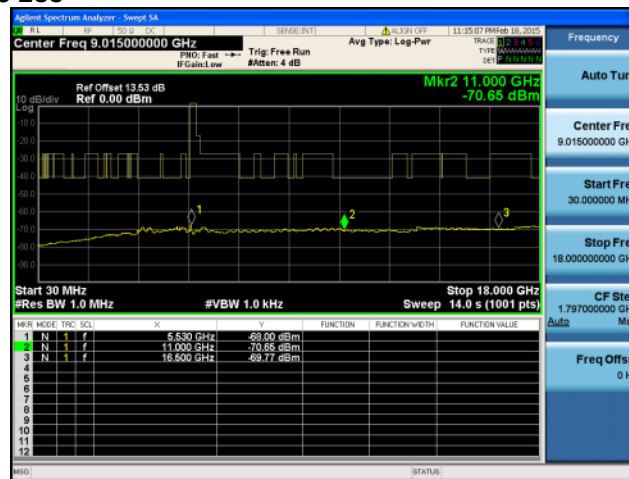 Agilent Spectrum Analyzer - Swept SA
RL RF 50 Ω DC SENSE:INT ALIGN OFF 11:15:07 PM Feb 18, 2015
Center Freq 9.015000000 GHz
PNO: Fast Trig: Free Run
IFGain:Low #Atten: 4 dB
Avg Type: Log-Pwr
TRACE 1 2 3 4 5 6
TYPE
DET P N N N N N
Frequency
Auto Tun
Mkr2 11.000 GHz
-70.65 dBm
Ref Offset 13.53 dB
10 dB/div Ref 0.00 dBm
Log
-10.0
-20.0
-30.0
-40.0
-50.0
-60.0
-70.0
-80.0
-90.0
1
2
3
Center Fre
9.015000000 GH
Start Fre
30.000000 MH
Stop Fre
18.000000000 GH
Start 30 MHz Stop 18.000 GHz
#Res BW 1.0 MHz #VBW 1.0 kHz Sweep 14.0 s (1001 pts)
CF Ste
1.797000000 GH
Auto Ma
Freq Offs
0 H
MKR MODE TRC SCL X Y FUNCTION FUNCTION WIDTH FUNCTION VALUE
1 N 1 f 5.530 GHz -68.00 dBm
2 N 1 f 11.000 GHz -70.65 dBm
3 N 1 f 16.500 GHz -69.77 dBm
4
5
6
7
8
9
10
11
12
MSG STATUS